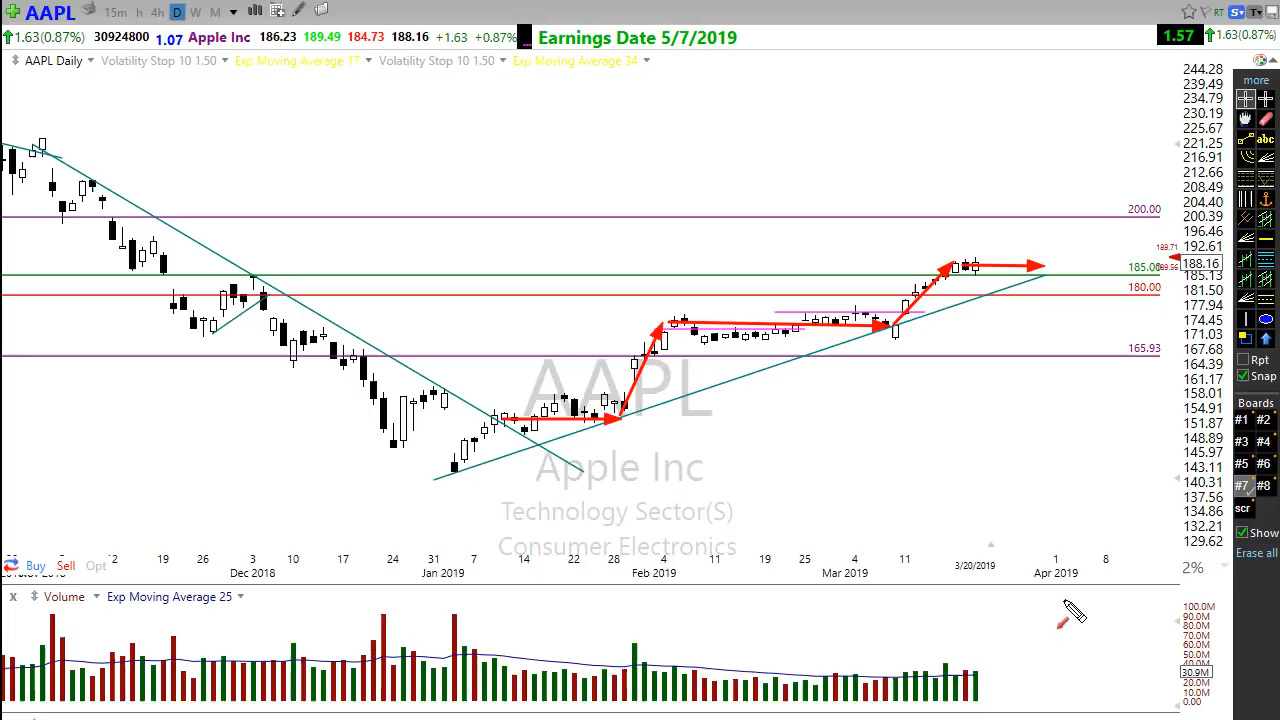 AAPL 15m h 4h D W M RT S T
1.63(0.87%) 30924800 1.07 Apple Inc 186.23 189.49 184.73 188.16 +1.63 +0.87% Earnings Date 5/7/2019 1.57 1.63(0.87%)
AAPL Daily Volatility Stop 10 1.50 Exp Moving Average 17 Volatility Stop 10 1.50 Exp Moving Average 34
244.28
239.49
234.79
230.19
225.67
221.25
216.91
212.66
208.49
204.40
200.39
196.46
192.61
188.16
185.13
181.50
177.94
174.45
171.03
167.68
164.39
161.17
158.01
154.91
151.87
148.89
145.97
143.11
140.31
137.56
134.86
132.21
129.62
200.00
189.71
185.00
189.56
180.00
165.93
AAPL
Apple Inc
Technology Sector(S)
Consumer Electronics
12 19 26 3 10 17 24 31 7 14 22 28 4 11 19 25 4 11 1 8
Buy Sell Opt
Dec 2018 Jan 2019 Feb 2019 Mar 2019 3/20/2019 Apr 2019
2%
X Volume Exp Moving Average 25
100.0M
90.0M
80.0M
70.0M
60.0M
50.0M
40.0M
30.9M
20.0M
10.0M
0.00
more
abc
Rpt
Snap
Boards
#1 #2
#3 #4
#5 #6
#7 #8
scr
Show
Erase all